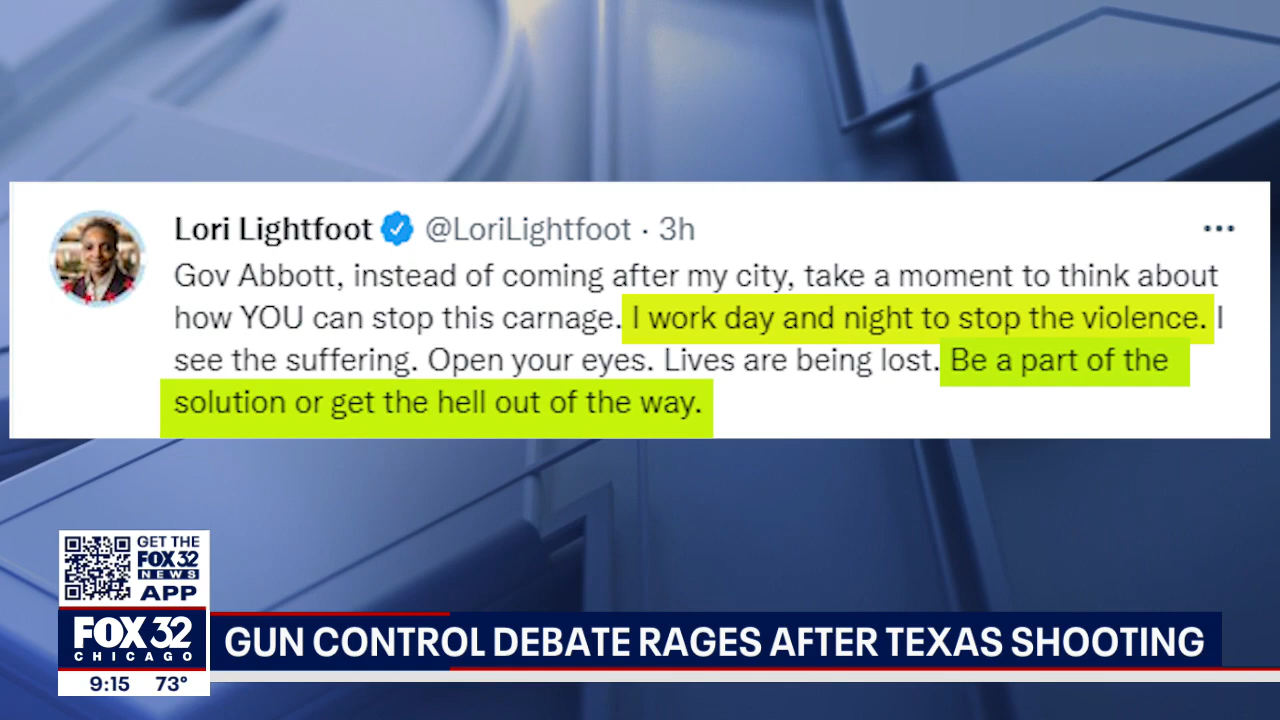 Lori Lightfoot @LoriLightfoot · 3h
Gov Abbott, instead of coming after my city, take a moment to think about
how YOU can stop this carnage. I work day and night to stop the violence. I
see the suffering. Open your eyes. Lives are being lost. Be a part of the
solution or get the hell out of the way.
GET THE
FOX 32
NEWS
APP
FOX 32
CHICAGO
GUN CONTROL DEBATE RAGES AFTER TEXAS SHOOTING
9:15 73°